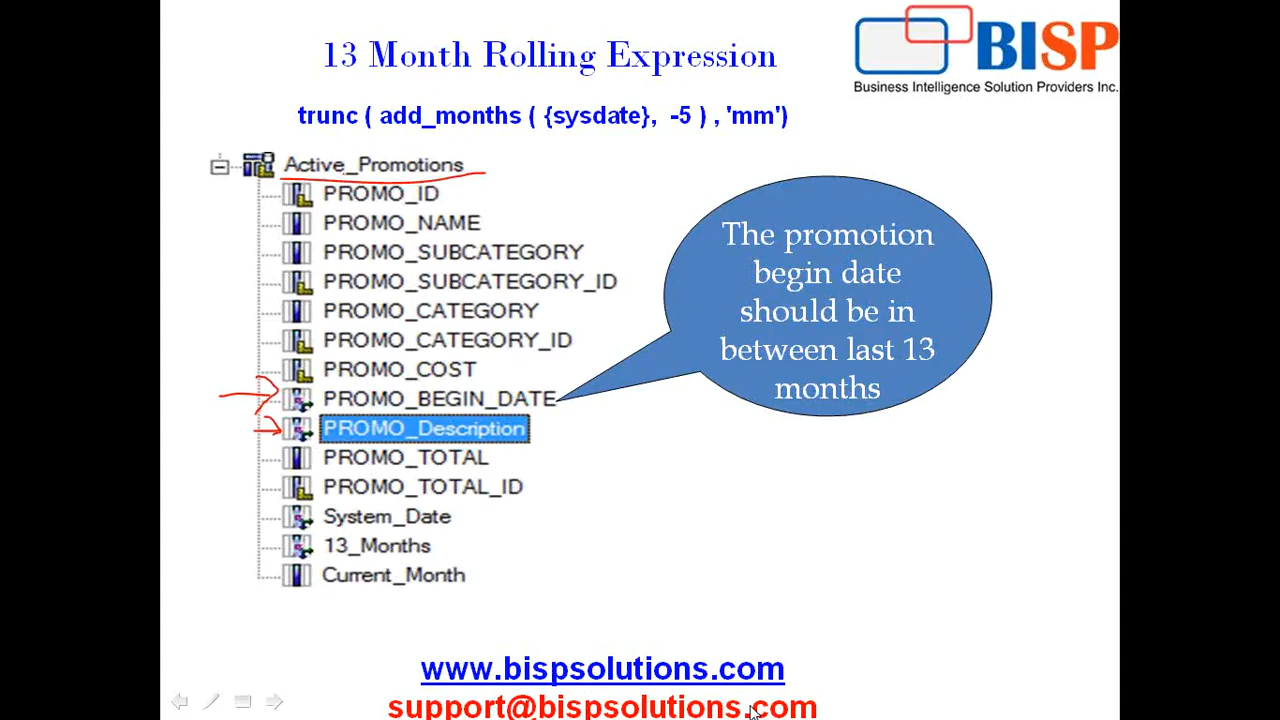 13 Month Rolling Expression
BISP
Business Intelligence Solution Providers Inc.
trunc ( add_months ( {sysdate}, -5 ) , 'mm')
Active_Promotions
PROMO_ID
PROMO_NAME
PROMO_SUBCATEGORY
PROMO_SUBCATEGORY_ID
PROMO_CATEGORY
PROMO_CATEGORY_ID
PROMO_COST
PROMO_BEGIN_DATE
PROMO_Description
PROMO_TOTAL
PROMO_TOTAL_ID
System_Date
13_Months
Current_Month
The promotion
begin date
should be in
between last 13
months
www.bispsolutions.com
support@bispsolutions.com